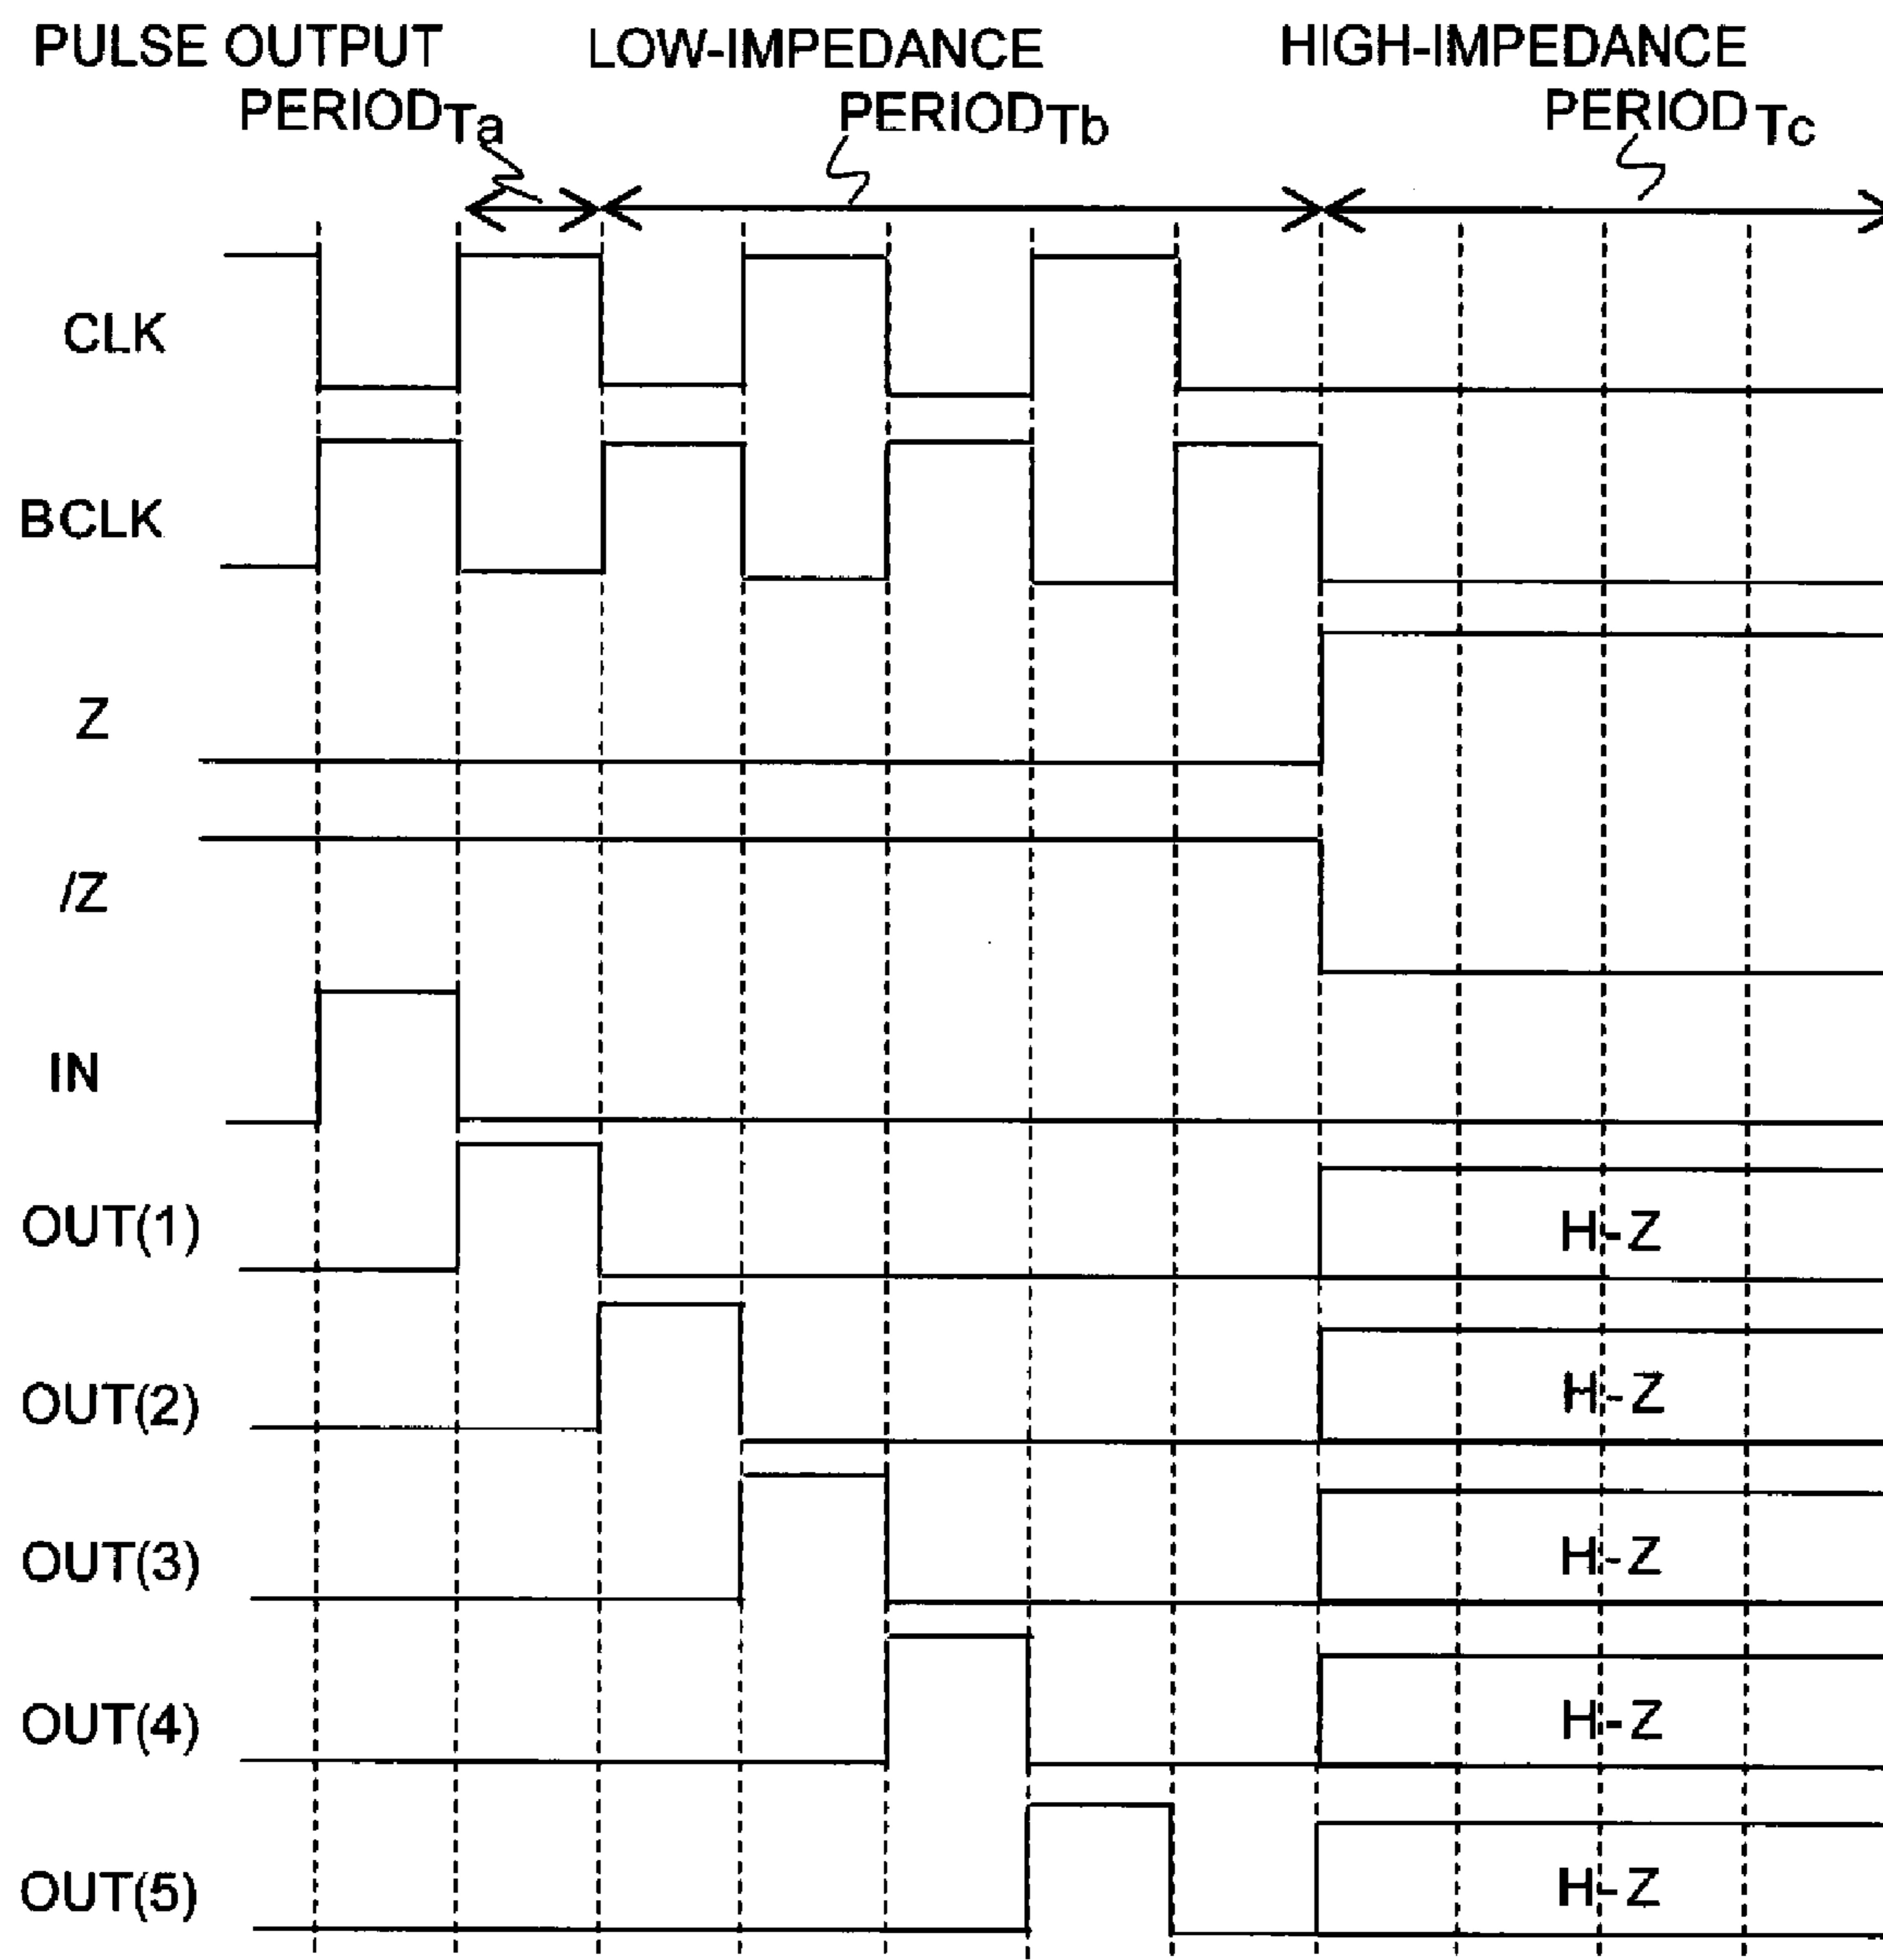 PULSE OUTPUT PERIOD Ta
LOW-IMPEDANCE PERIOD Tb
HIGH-IMPEDANCE PERIOD Tc
CLK
BCLK
Z
/Z
IN
OUT(1)
H-Z
OUT(2)
H-Z
OUT(3)
H-Z
OUT(4)
H-Z
OUT(5)
H-Z